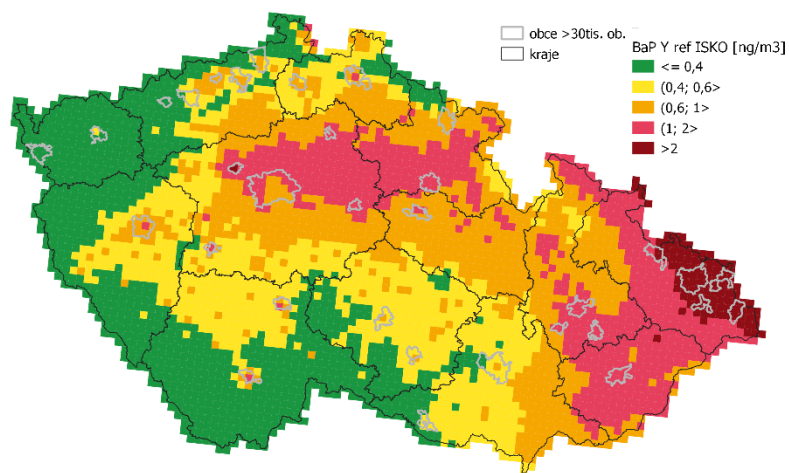 obce >30tis. ob.
kraje
BaP Y ref ISKO [ng/m3]
<= 0,4
(0,4; 0,6>
(0,6; 1>
(1; 2>
>2